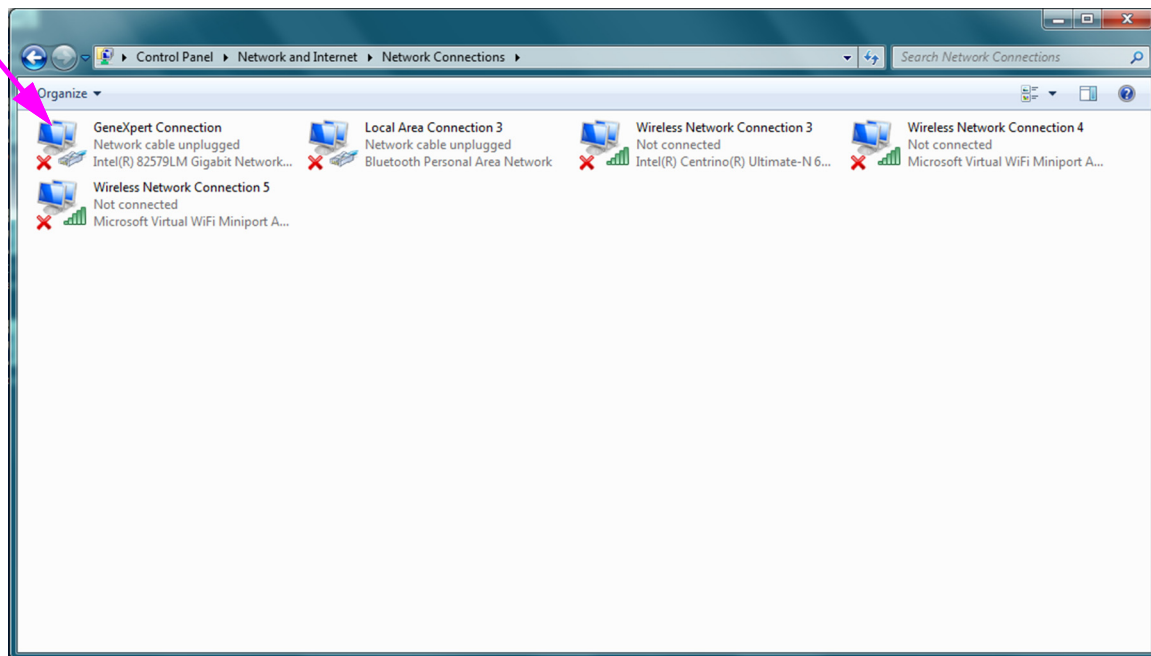 Control Panel Network and Internet Network Connections
Search Network Connections
Organize
GeneXpert Connection
Network cable unplugged
Intel(R) 82579LM Gigabit Network...
Local Area Connection 3
Network cable unplugged
Bluetooth Personal Area Network
Wireless Network Connection 3
Not connected
Intel(R) Centrino(R) Ultimate-N 6...
Wireless Network Connection 4
Not connected
Microsoft Virtual WiFi Miniport A...
Wireless Network Connection 5
Not connected
Microsoft Virtual WiFi Miniport A...